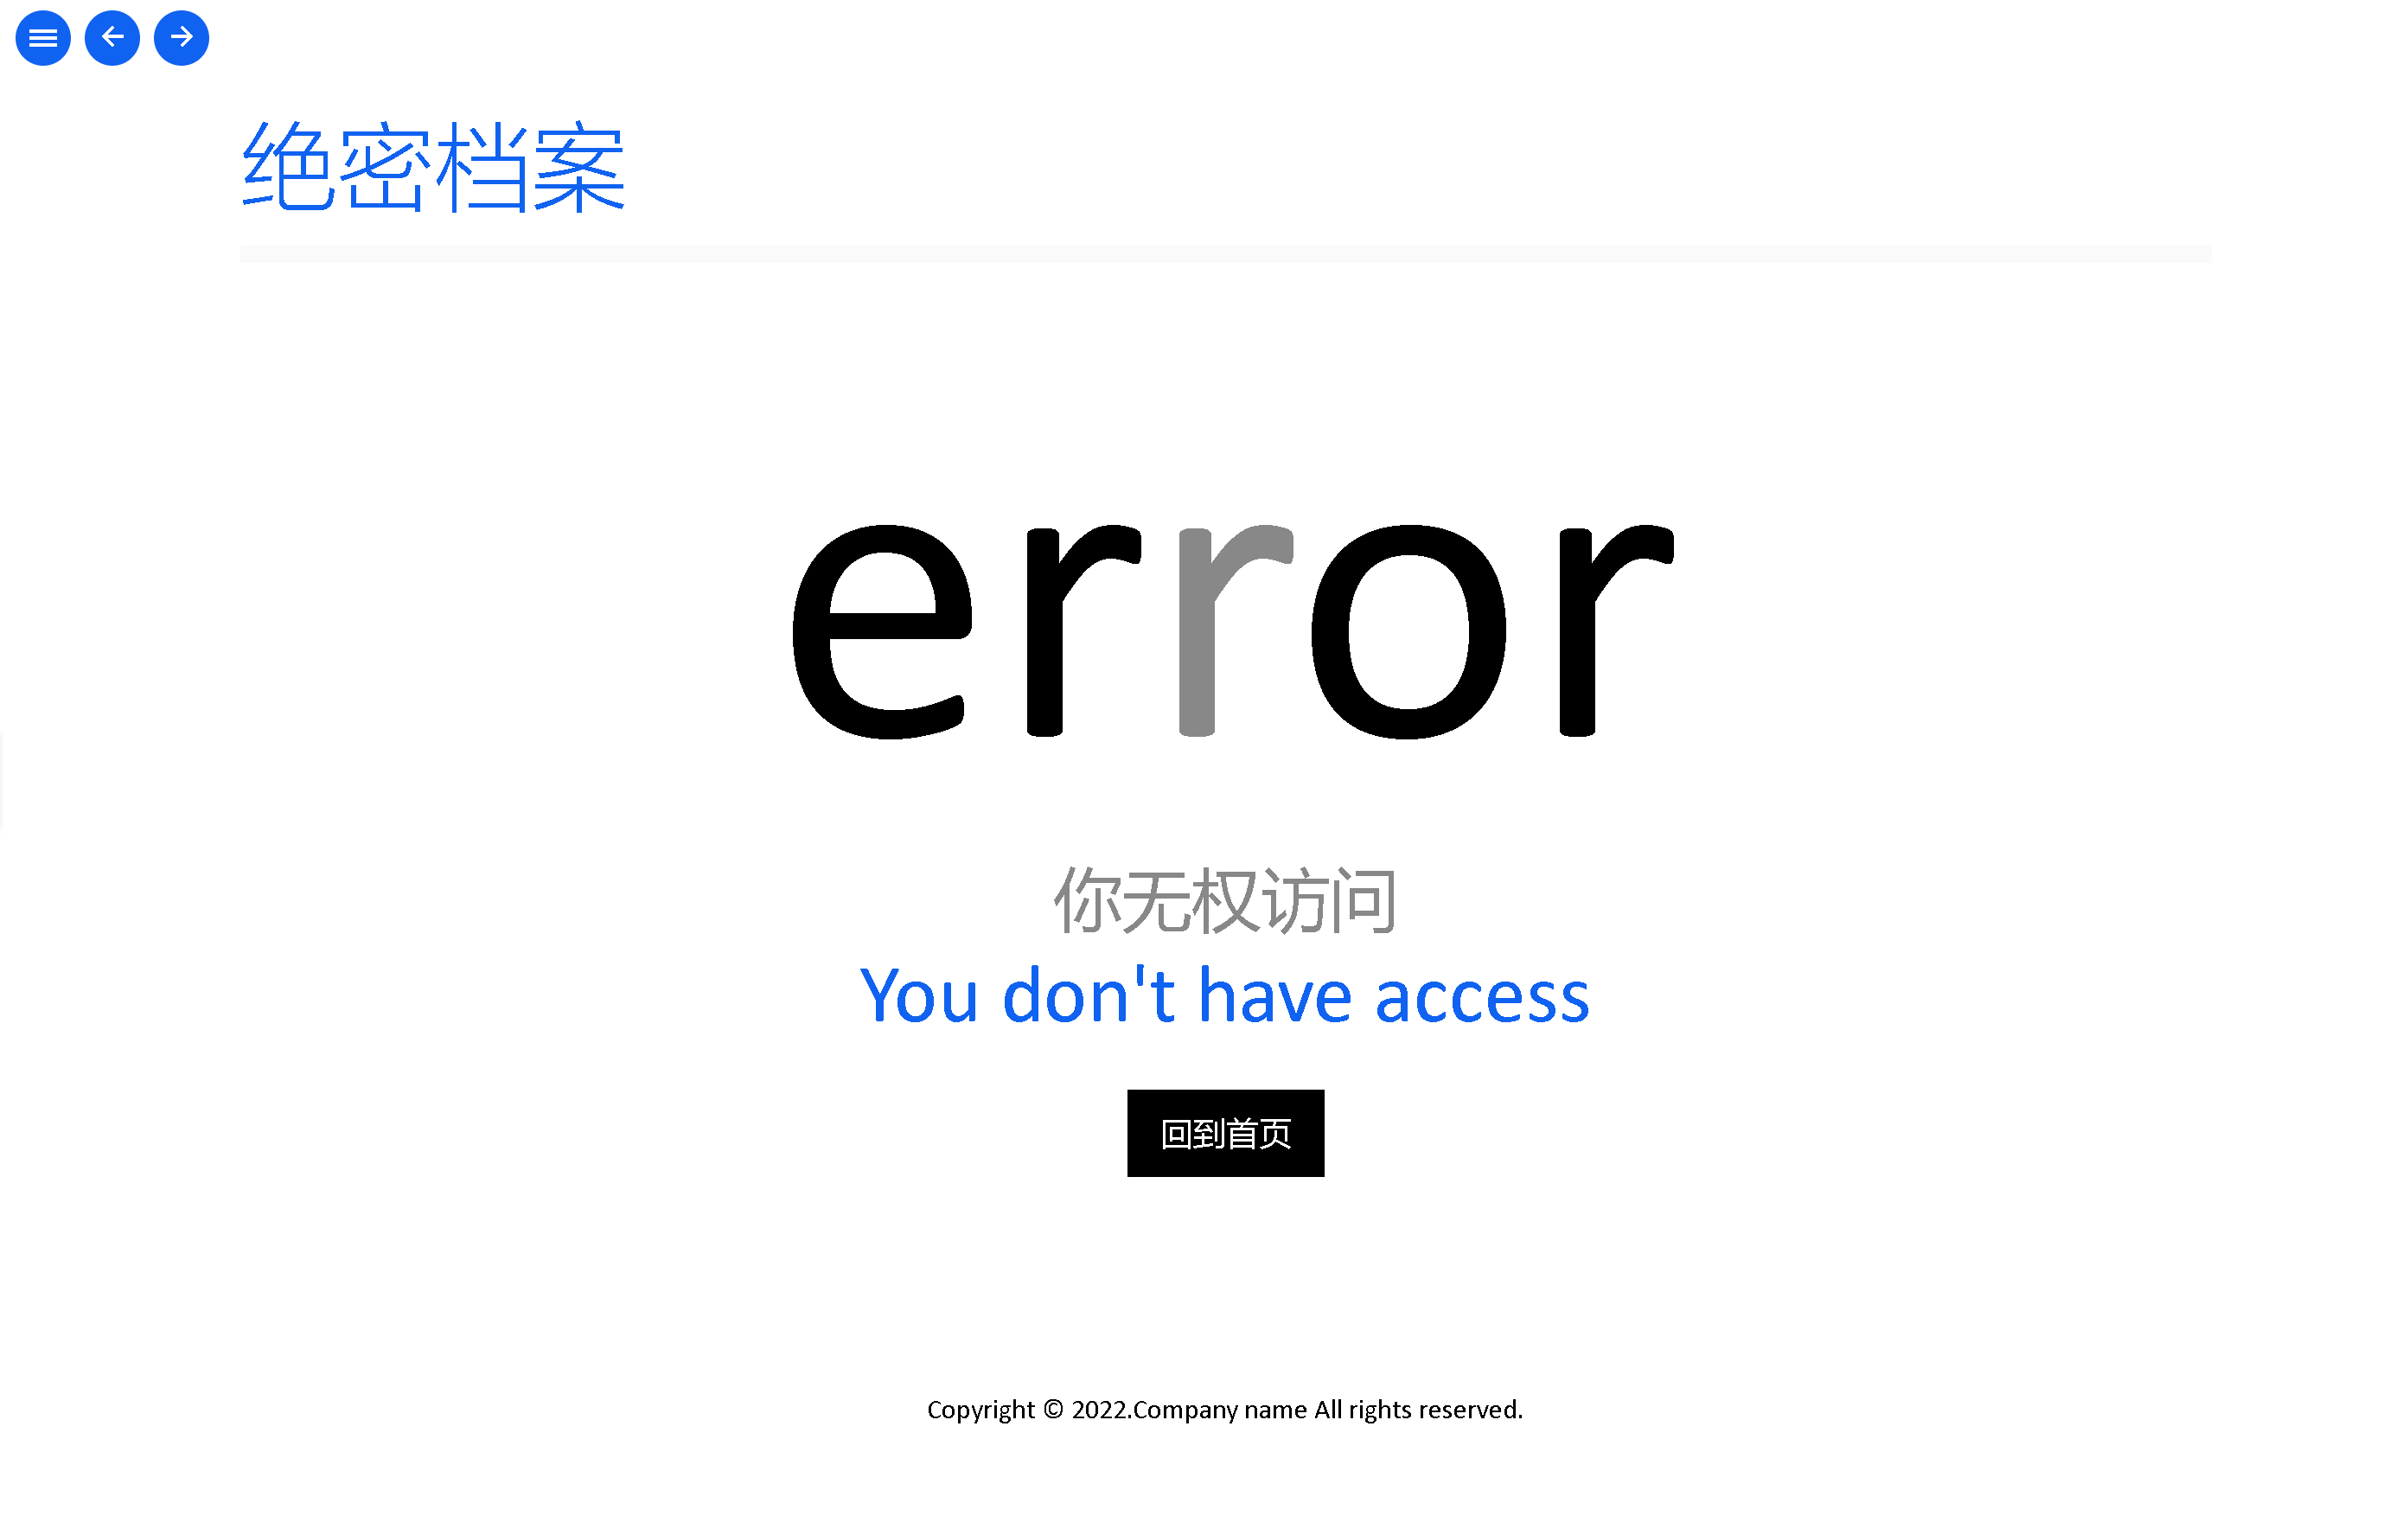 绝密档案
error
你无权访问
You don't have access
回到首页
Copyright © 2022.Company name All rights reserved.